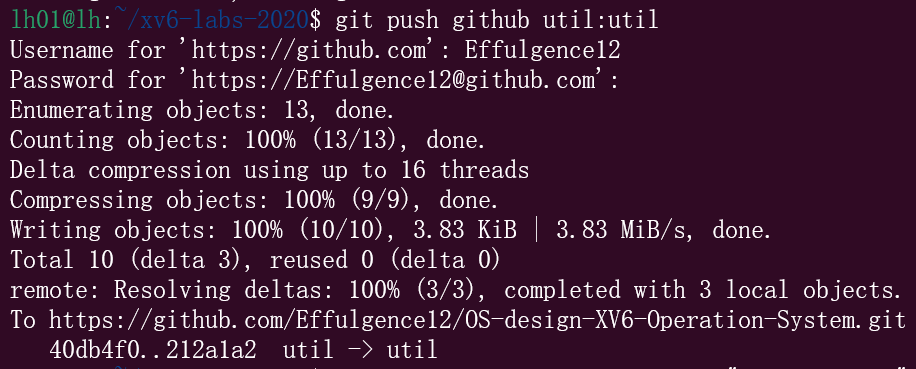 lh01@lh:~/xv6-labs-2020$ git push github util:util
Username for 'https://github.com': Effulgence12
Password for 'https://Effulgence12@github.com':
Enumerating objects: 13, done.
Counting objects: 100% (13/13), done.
Delta compression using up to 16 threads
Compressing objects: 100% (9/9), done.
Writing objects: 100% (10/10), 3.83 KiB | 3.83 MiB/s, done.
Total 10 (delta 3), reused 0 (delta 0)
remote: Resolving deltas: 100% (3/3), completed with 3 local objects.
To https://github.com/Effulgence12/OS-design-XV6-Operation-System.git
   40db4f0..212a1a2  util -> util